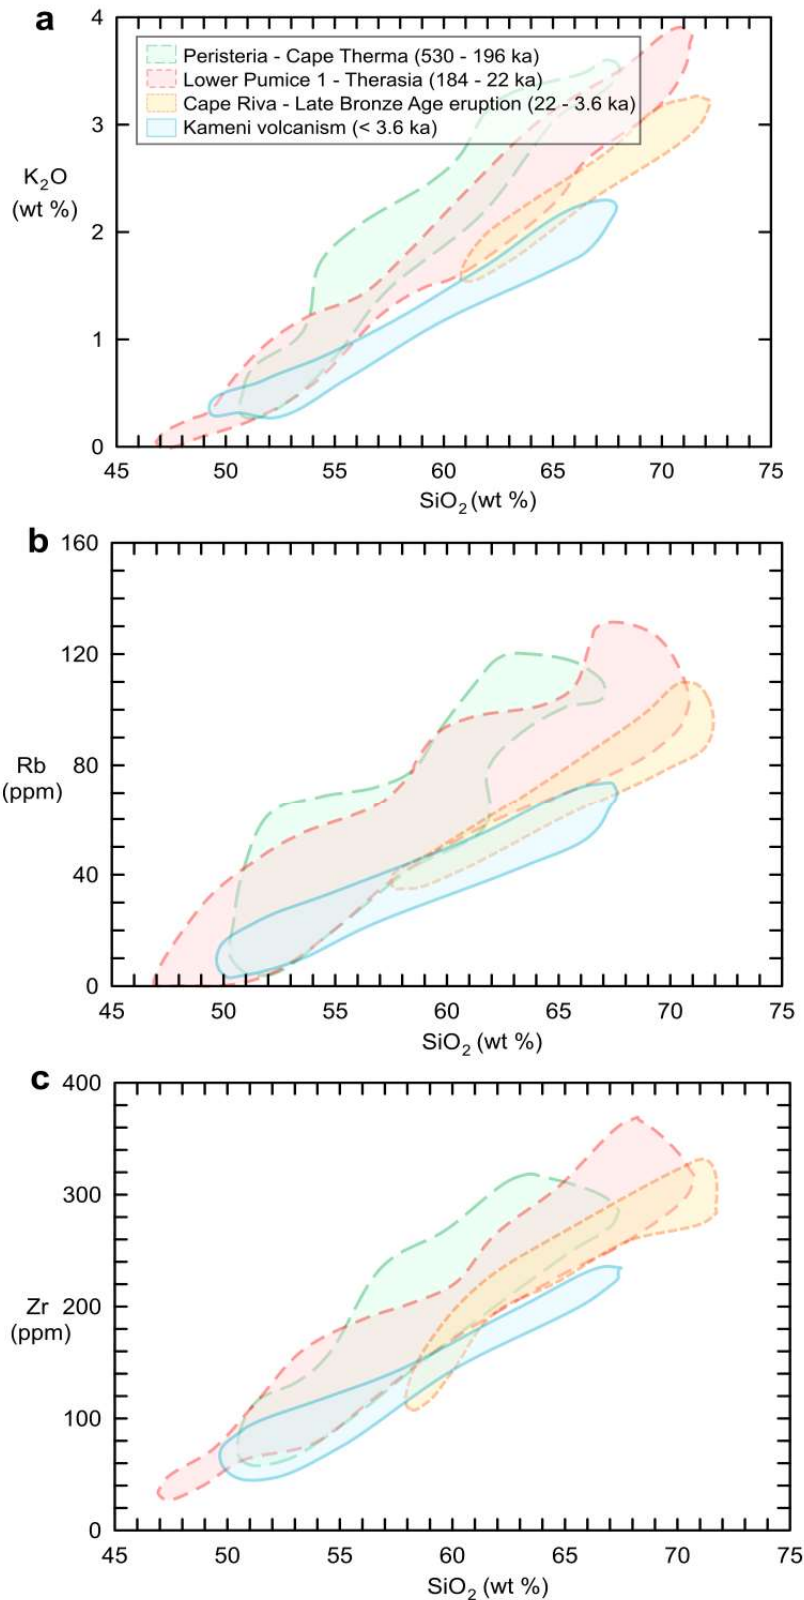 a
Peristeria - Cape Therma (530 - 196 ka)
Lower Pumice 1 - Therasia (184 - 22 ka)
Cape Riva - Late Bronze Age eruption (22 - 3.6 ka)
Kameni volcanism (< 3.6 ka)
4
3
K₂O
(wt %)
2
1
0
45 50 55 60 65 70 75
SiO₂ (wt %)
b
160
120
Rb 80
(ppm)
40
0
45 50 55 60 65 70 75
SiO₂ (wt %)
c
400
300
Zr 200
(ppm)
100
0
45 50 55 60 65 70 75
SiO₂ (wt %)